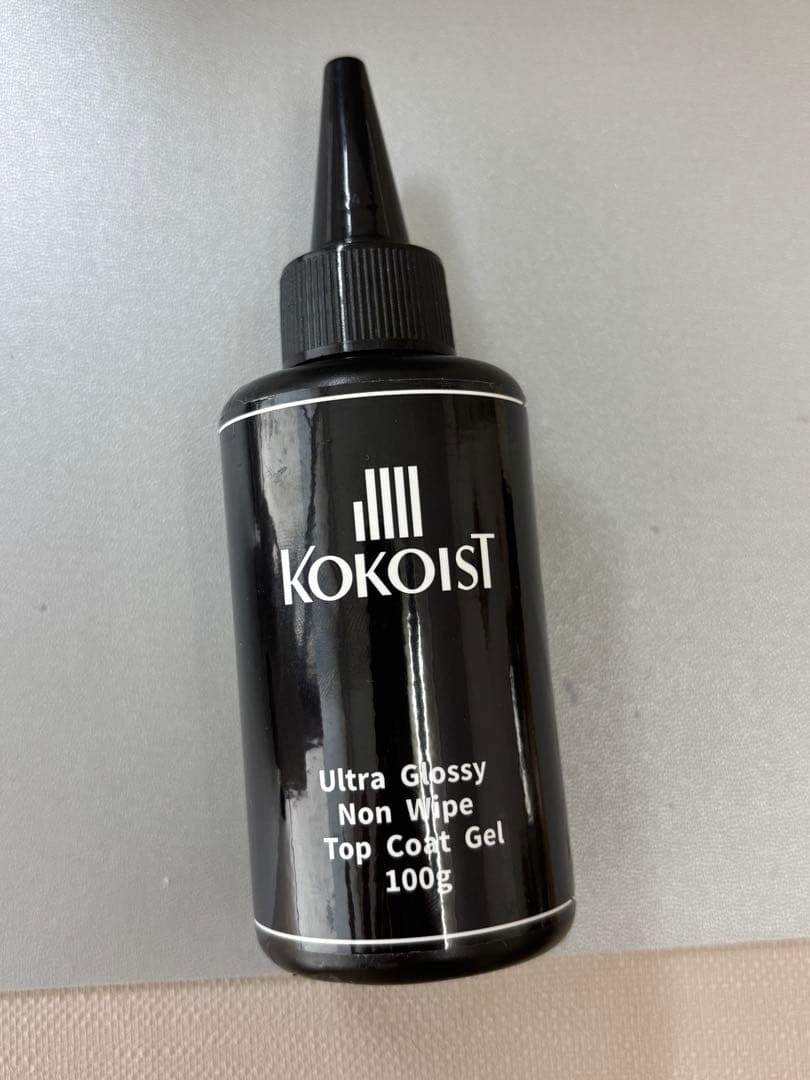 KOKOIST
Ultra Glossy
Non Wipe
Top Coat Gel
100g